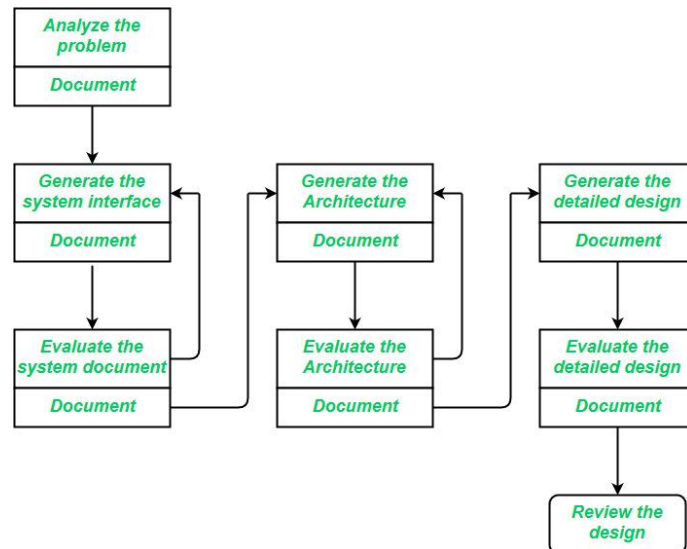 Analyze the
problem
Document
Generate the
system interface
Document
Evaluate the
system document
Document
Generate the
Architecture
Document
Evaluate the
Architecture
Document
Generate the
detailed design
Document
Evaluate the
detailed design
Document
Review the
design